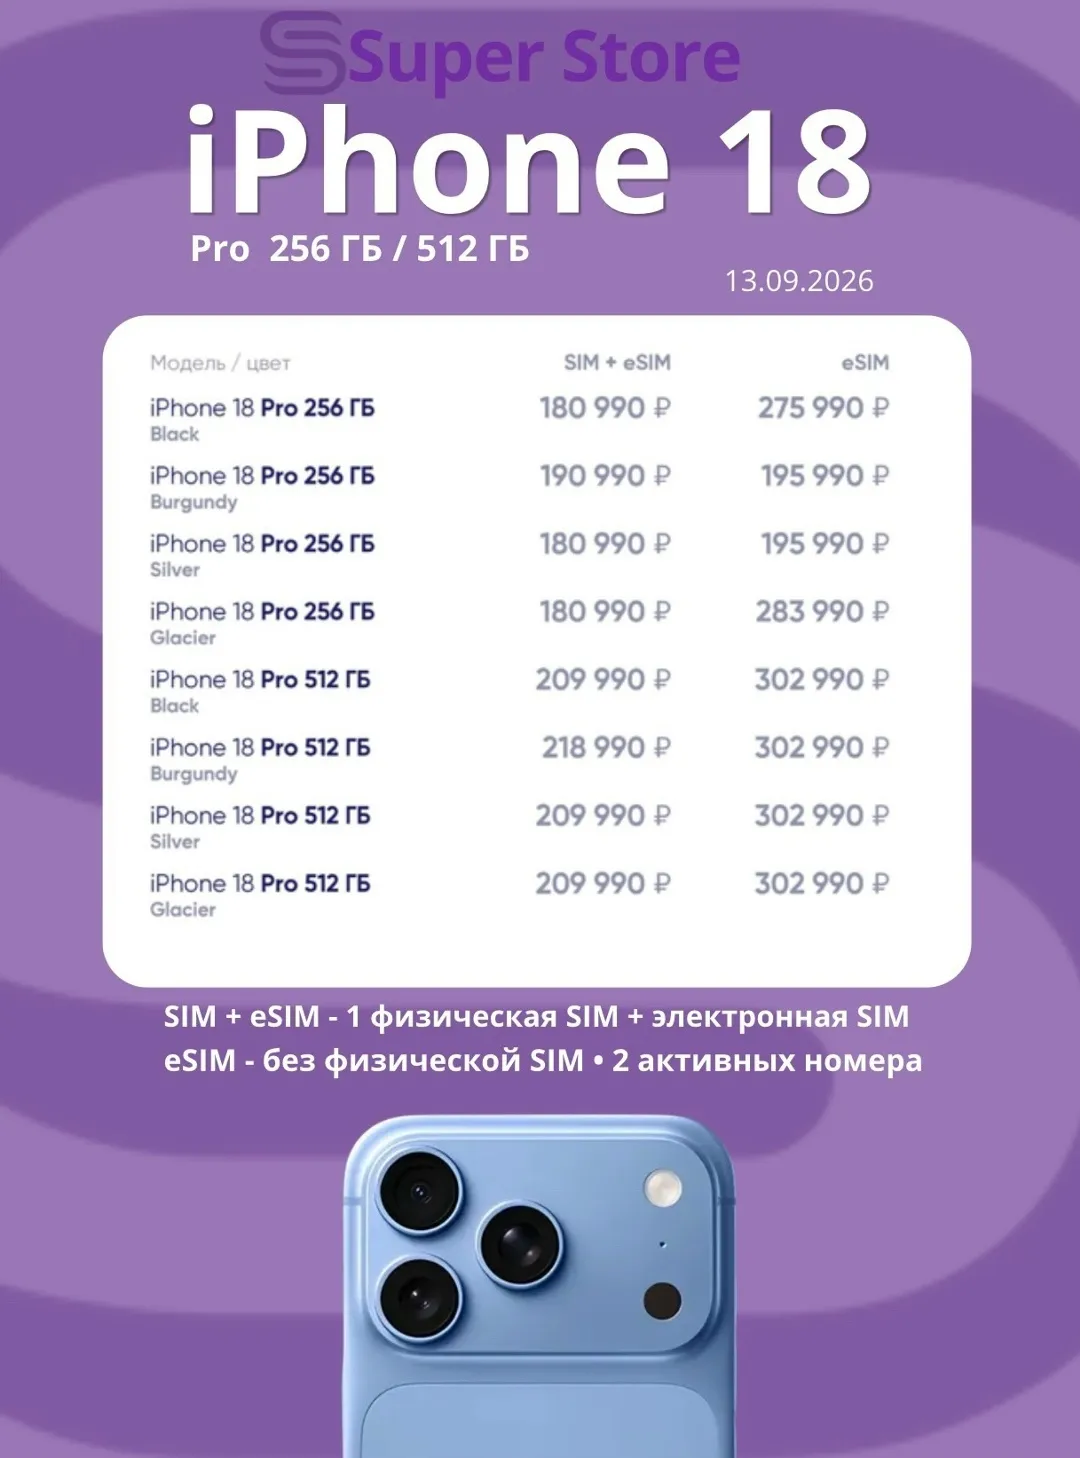 Super Store
iPhone 18
Pro 256 ГБ / 512 ГБ
13.09.2026
Модель / цвет SIM + eSIM eSIM
iPhone 18 Pro 256 ГБ 180 990 ₽ 275 990 ₽
Black
iPhone 18 Pro 256 ГБ 190 990 ₽ 195 990 ₽
Burgundy
iPhone 18 Pro 256 ГБ 180 990 ₽ 195 990 ₽
Silver
iPhone 18 Pro 256 ГБ 180 990 ₽ 283 990 ₽
Glacier
iPhone 18 Pro 512 ГБ 209 990 ₽ 302 990 ₽
Black
iPhone 18 Pro 512 ГБ 218 990 ₽ 302 990 ₽
Burgundy
iPhone 18 Pro 512 ГБ 209 990 ₽ 302 990 ₽
Silver
iPhone 18 Pro 512 ГБ 209 990 ₽ 302 990 ₽
Glacier
SIM + eSIM - 1 физическая SIM + электронная SIM
eSIM - без физической SIM • 2 активных номера